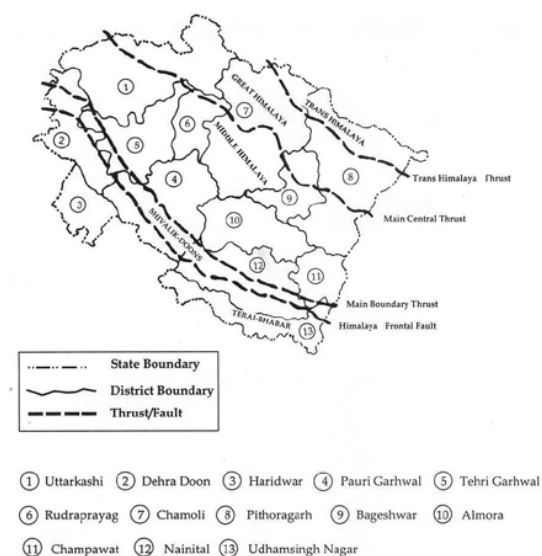 ①
GREAT HIMALAYA
⑦
TRANS HIMALAYA
②
⑤
⑥
MIDDLE HIMALAYA
⑧
Trans Himalaya Thrust
④
③
⑨
Main Central Thrust
SHIVALIK-DOONS
⑩
⑫
⑪
Main Boundary Thrust
TERAI-BHABAR
⑬
Himalaya Frontal Fault
State Boundary
District Boundary
Thrust/Fault
① Uttarkashi ② Dehra Doon ③ Haridwar ④ Pauri Garhwal ⑤ Tehri Garhwal
⑥ Rudraprayag ⑦ Chamoli ⑧ Pithoragarh ⑨ Bageshwar ⑩ Almora
⑪ Champawat ⑫ Nainital ⑬ Udhamsingh Nagar